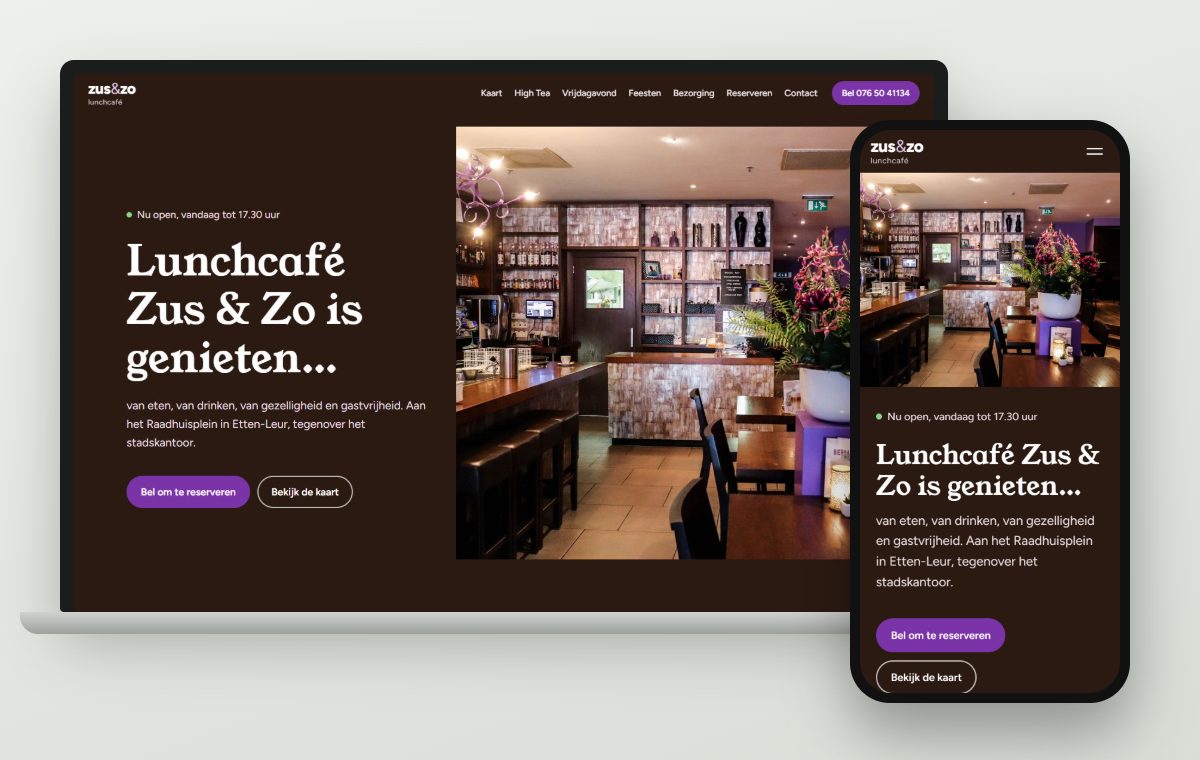 zus&zo
lunchcafé
Kaart High Tea Vrijdagavond Feesten Bezorging Reserveren Contact Bel 076 50 41134
Nu open, vandaag tot 17.30 uur
Lunchcafé
Zus & Zo is
genieten...
van eten, van drinken, van gezelligheid en gastvrijheid. Aan
het Raadhuisplein in Etten-Leur, tegenover het
stadskantoor.
Bel om te reserveren Bekijk de kaart
zus&zo
lunchcafé
Nu open, vandaag tot 17.30 uur
Lunchcafé Zus &
Zo is genieten...
van eten, van drinken, van gezelligheid
en gastvrijheid. Aan het Raadhuisplein
in Etten-Leur, tegenover het
stadskantoor.
Bel om te reserveren
Bekijk de kaart